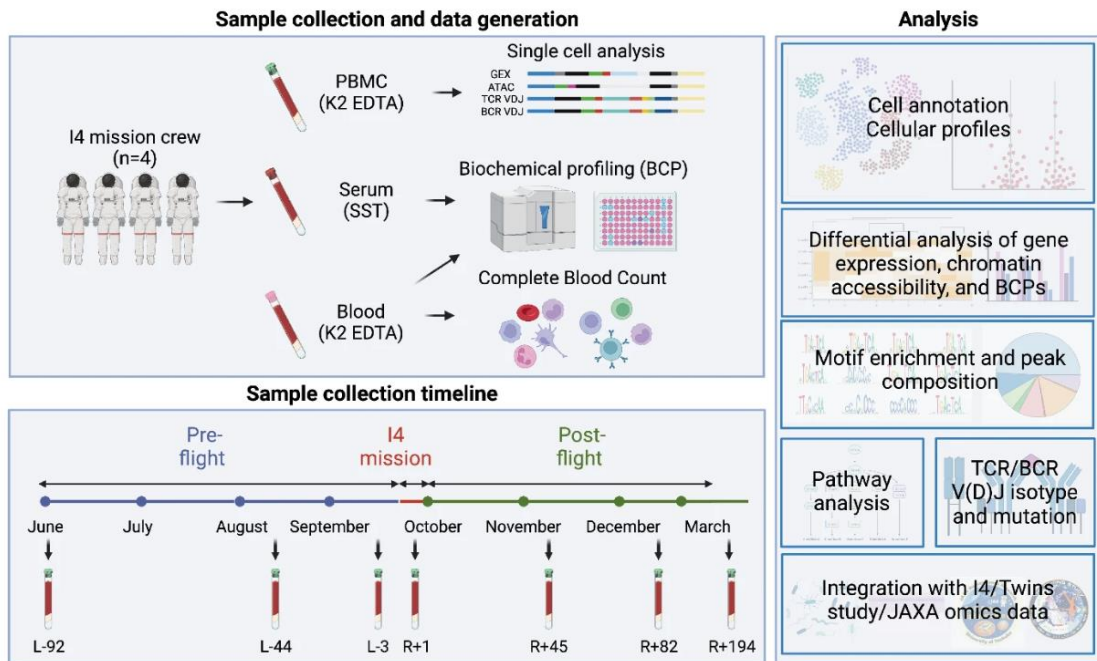 Sample collection and data generation
I4 mission crew
(n=4)
PBMC
(K2 EDTA)
Single cell analysis
GEX
ATAC
TCR VDJ
BCR VDJ
Serum
(SST)
Biochemical profiling (BCP)
Blood
(K2 EDTA)
Complete Blood Count
Sample collection timeline
Pre-
flight
I4
mission
Post-
flight
June July August September October November December March
L-92 L-44 L-3 R+1 R+45 R+82 R+194
Analysis
Cell annotation
Cellular profiles
Differential analysis of gene
expression, chromatin
accessibility, and BCPs
Motif enrichment and peak
composition
Pathway
analysis
TCR/BCR
V(D)J isotype
and mutation
Integration with I4/Twins
study/JAXA omics data